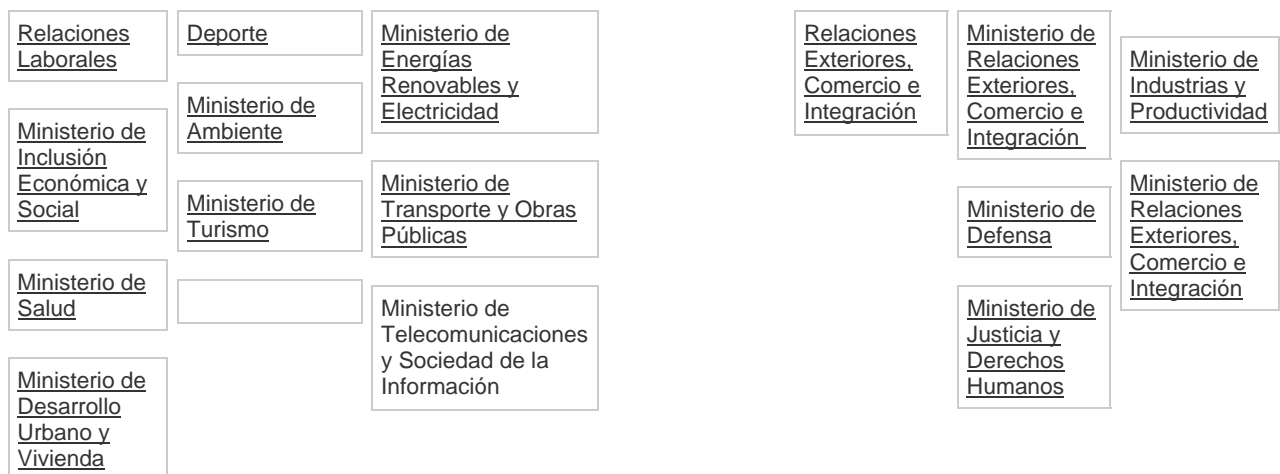 Relaciones
Laborales
Ministerio de
Inclusión
Económica y
Social
Ministerio de
Salud
Ministerio de
Desarrollo
Urbano y
Vivienda
Deporte
Ministerio de
Ambiente
Ministerio de
Turismo
Ministerio de
Energías
Renovables y
Electricidad
Ministerio de
Transporte y Obras
Públicas
Ministerio de
Telecomunicaciones
y Sociedad de la
Información
Relaciones
Exteriores,
Comercio e
Integración
Ministerio de
Relaciones
Exteriores,
Comercio e
Integración
Ministerio de
Defensa
Ministerio de
Justicia y
Derechos
Humanos
Ministerio de
Industrias y
Productividad
Ministerio de
Relaciones
Exteriores,
Comercio e
Integración